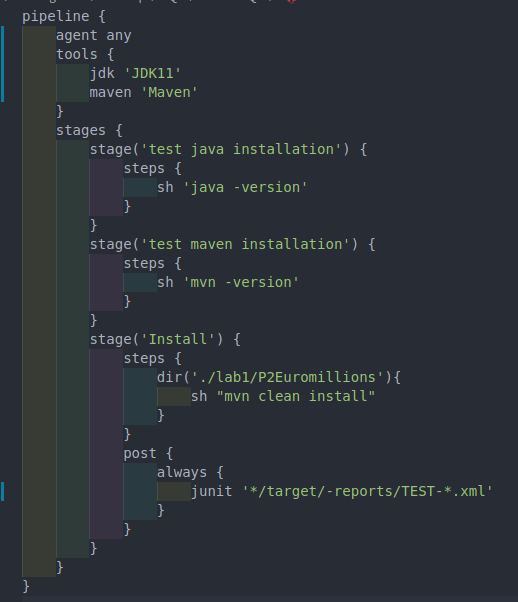 pipeline {
    agent any
    tools {
        jdk 'JDK11'
        maven 'Maven'
    }
    stages {
        stage('test java installation') {
            steps {
                sh 'java -version'
            }
        }
        stage('test maven installation') {
            steps {
                sh 'mvn -version'
            }
        }
        stage('Install') {
            steps {
                dir('./lab1/P2Euromillions'){
                    sh "mvn clean install"
                }
            }
            post {
                always {
                    junit '*/target/-reports/TEST-*.xml'
                }
            }
        }
    }
}